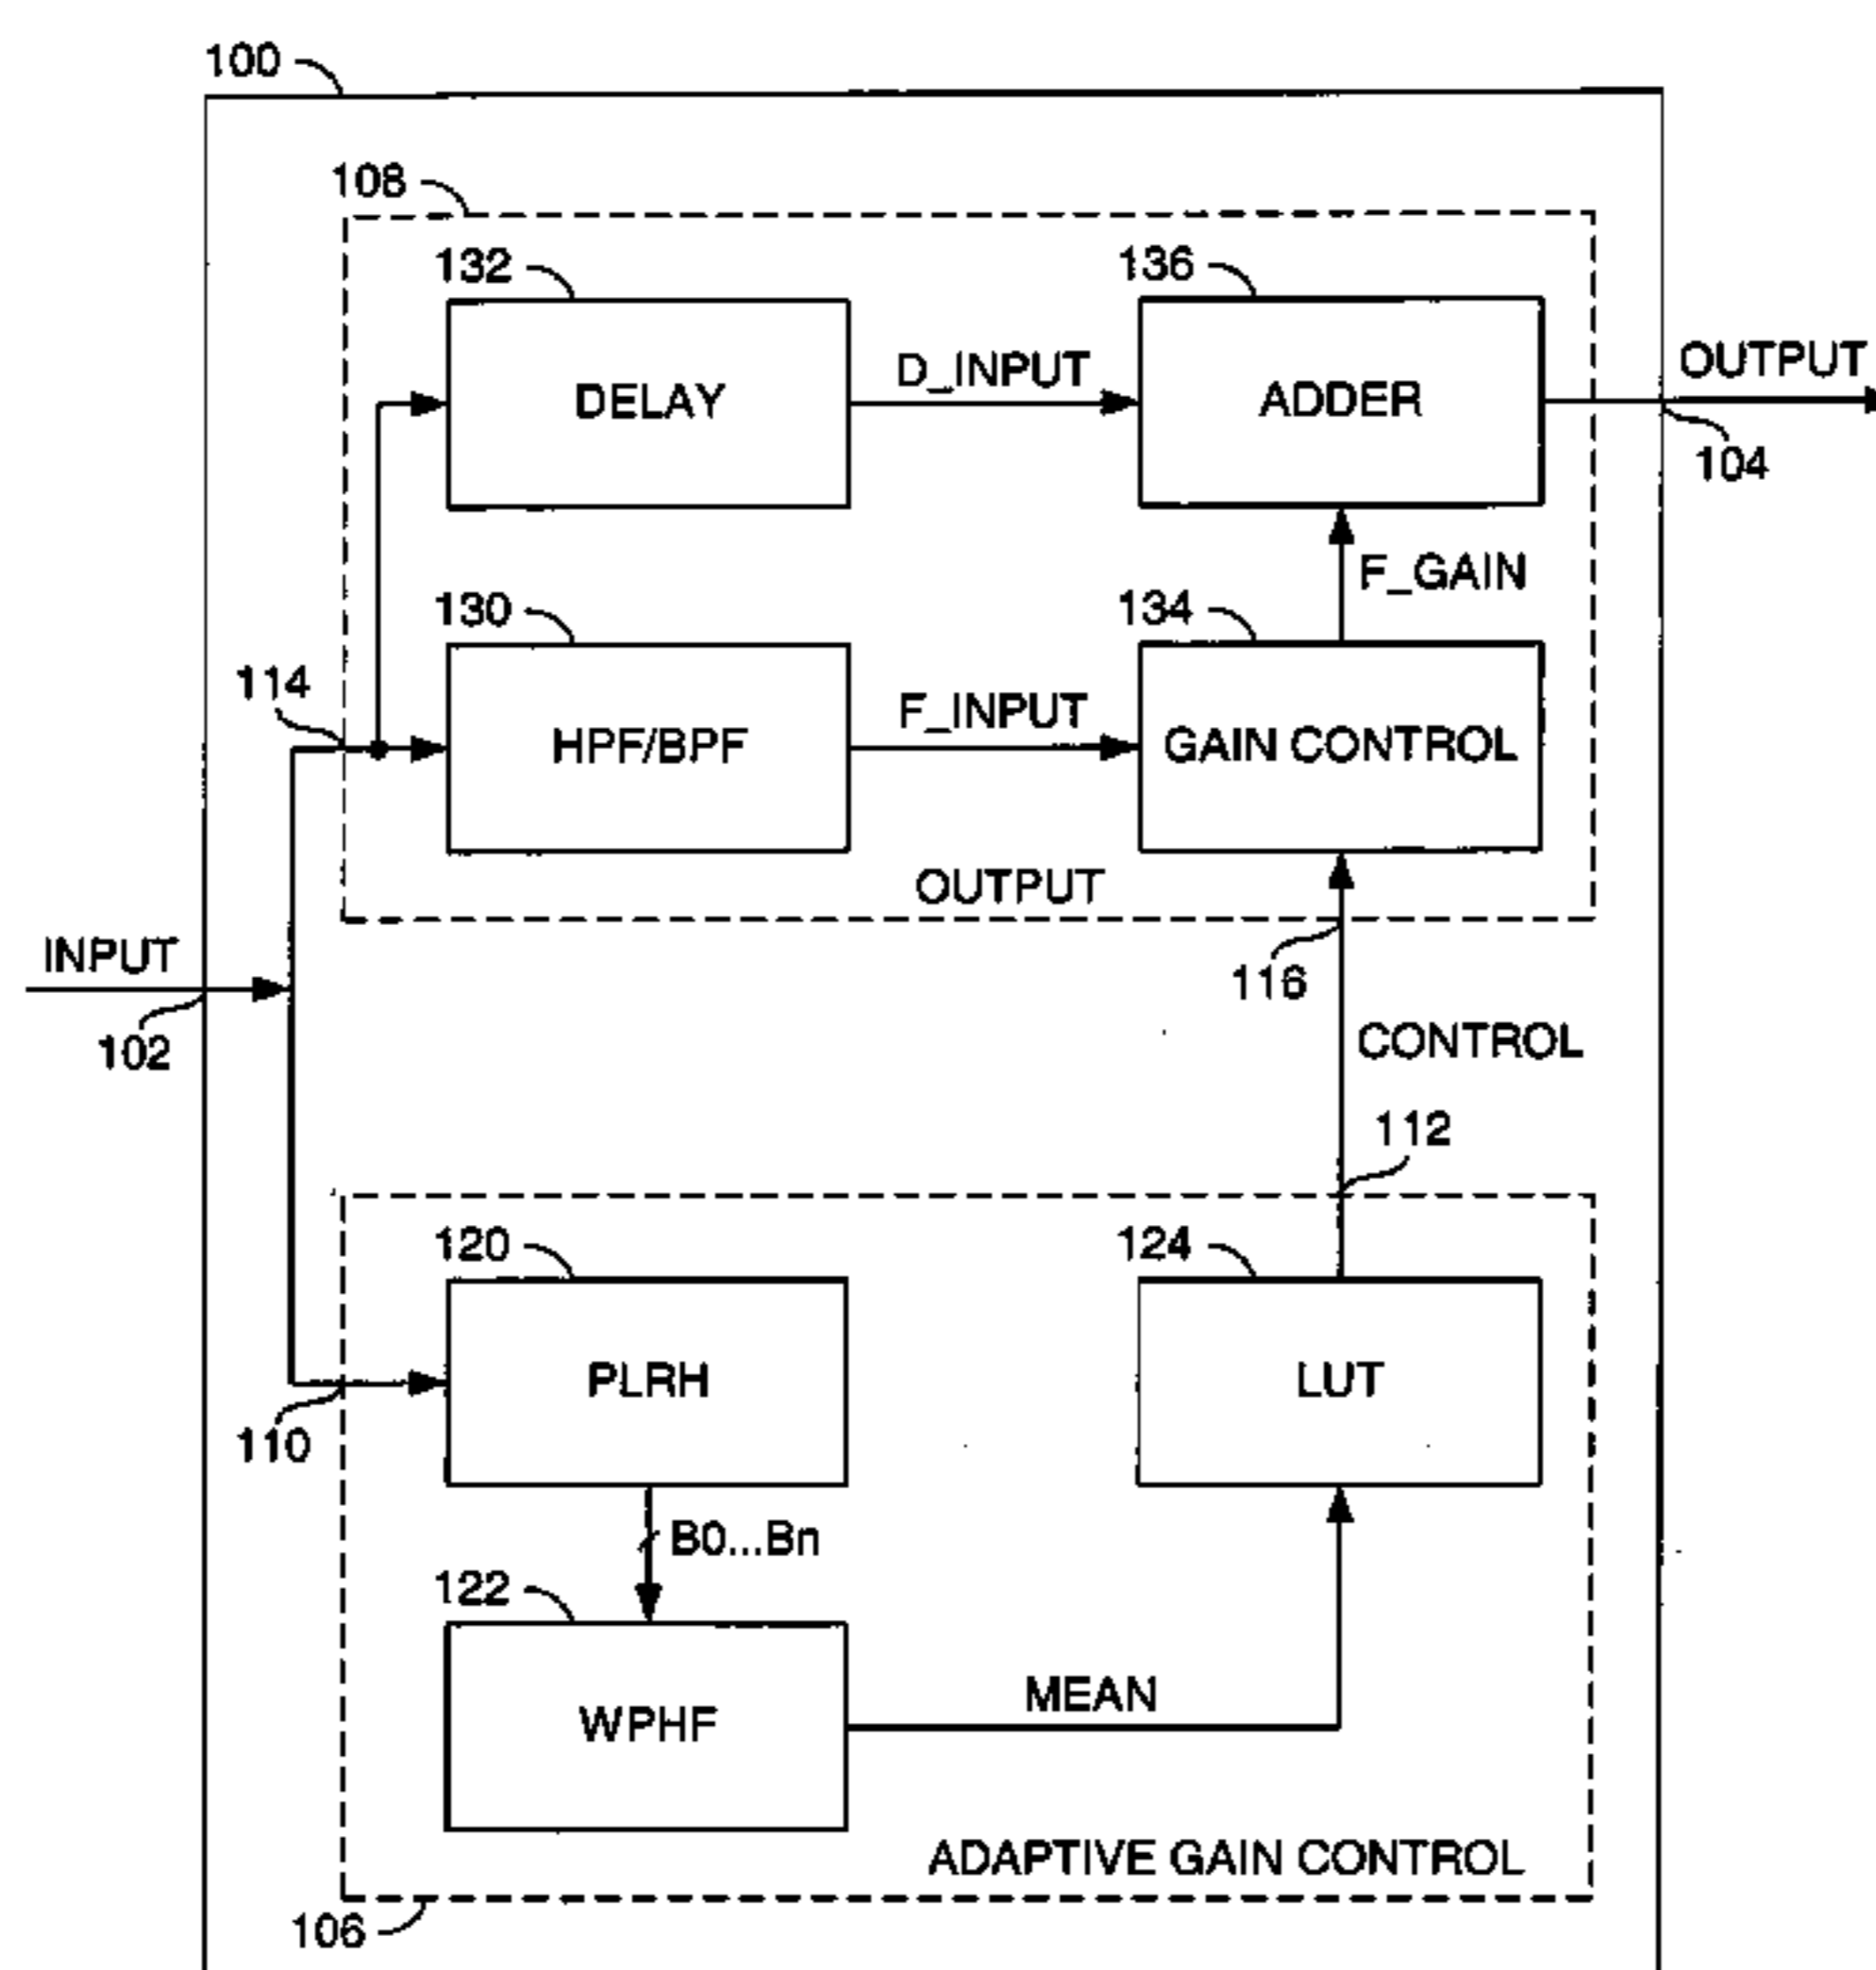 100
108
132
136
DELAY
D_INPUT
ADDER
OUTPUT
104
F_GAIN
130
134
114
HPF/BPF
F_INPUT
GAIN CONTROL
OUTPUT
INPUT
102
116
CONTROL
112
120
124
PLRH
LUT
110
B0...Bn
122
WPHF
MEAN
ADAPTIVE GAIN CONTROL
106